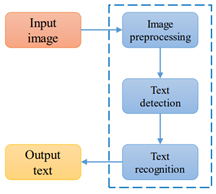 Input
image
Image
preprocessing
Text
detection
Text
recognition
Output
text